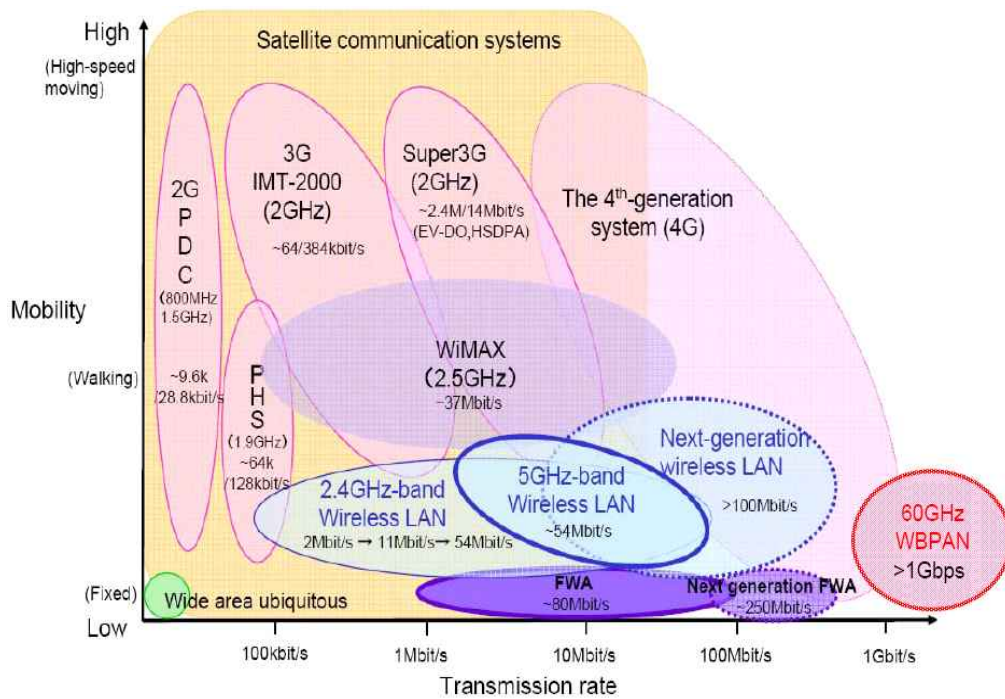 High
(High-speed
moving)
Satellite communication systems
2G
P
D
C
(800MHz
1.5GHz)
~9.6k
/28.8kbit/s
3G
IMT-2000
(2GHz)
~64/384kbit/s
Super3G
(2GHz)
~2.4M/14Mbit/s
(EV-DO,HSDPA)
The 4th-generation
system (4G)
Mobility
(Walking)
P
H
S
(1.9GHz)
~64k
/128kbit/s
WiMAX
(2.5GHz)
~37Mbit/s
2.4GHz-band
Wireless LAN
2Mbit/s → 11Mbit/s → 54Mbit/s
5GHz-band
Wireless LAN
~54Mbit/s
Next-generation
wireless LAN
>100Mbit/s
60GHz
WBPAN
>1Gbps
(Fixed)
Low
Wide area ubiquitous
FWA
~80Mbit/s
Next generation FWA
~250Mbit/s
100kbit/s
1Mbit/s
10Mbit/s
100Mbit/s
1Gbit/s
Transmission rate